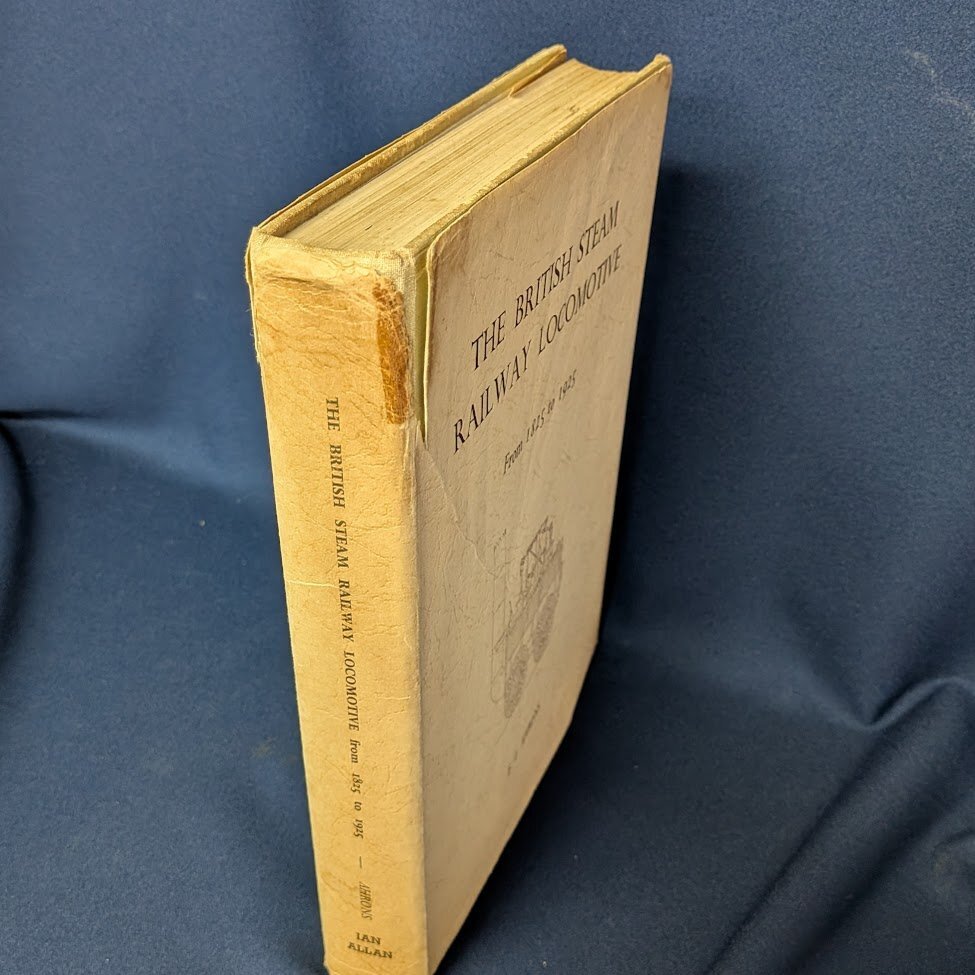 THE BRITISH STEAM RAILWAY LOCOMOTIVE from 1825 to 1925 — AHRONS
IAN
ALLAN
THE BRITISH STEAM
RAILWAY LOCOMOTIVE
From 1825 to 1925